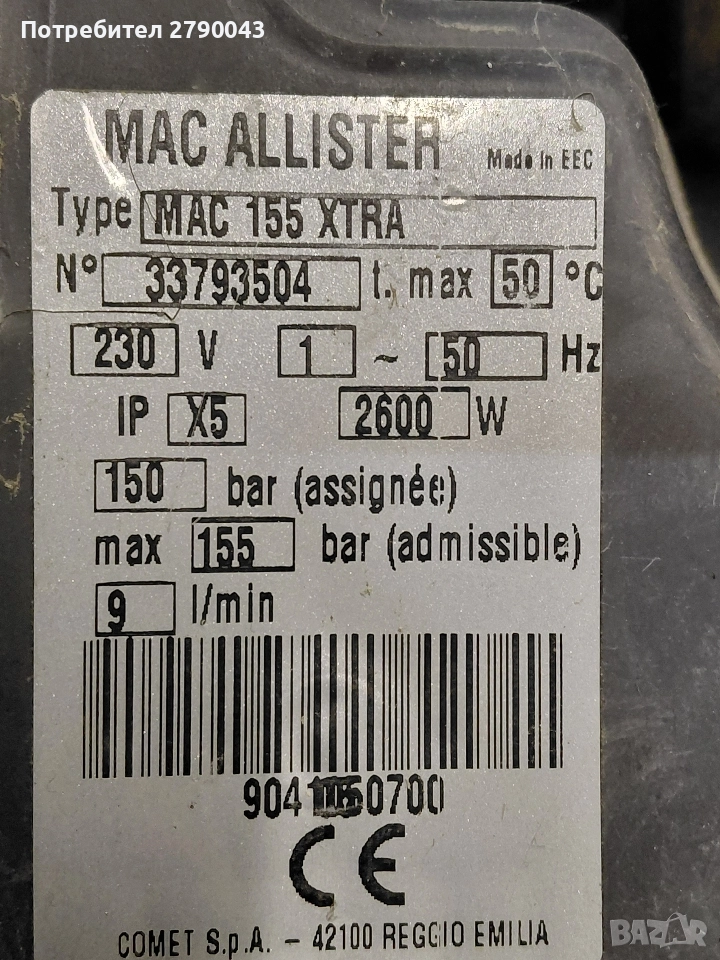 Потребител 2790043
MAC ALLISTER Made In EEC
Type MAC 155 XTRA
N° 33793504 t. max 50 °C
230 V 1 ~ 50 Hz
IP X5 2600 W
150 bar (assignée)
max 155 bar (admissible)
9 l/min
CE
COMET S.p.A. - 42100 REGGIO EMILIA
BAZAR